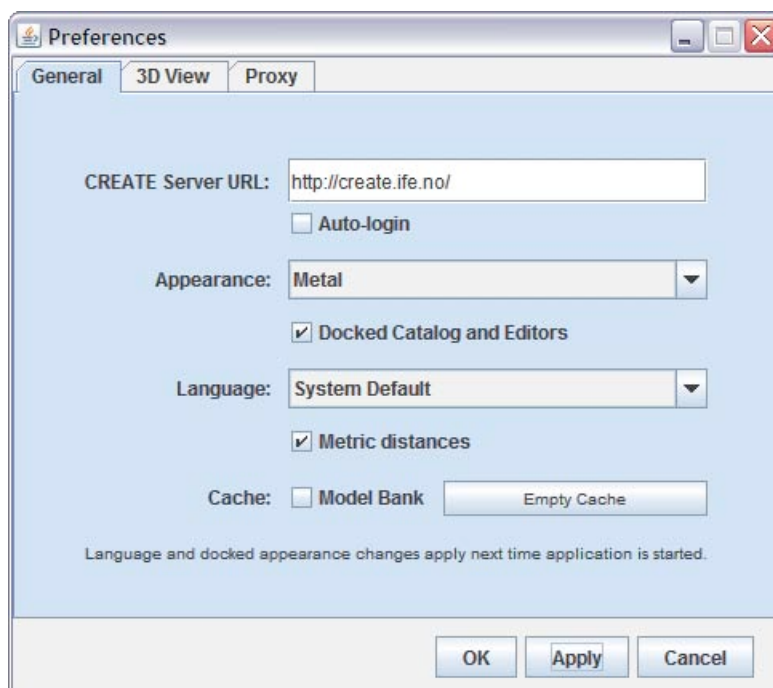 Preferences
General 3D View Proxy
CREATE Server URL: http://create.ife.no/
Auto-login
Appearance: Metal
Docked Catalog and Editors
Language: System Default
Metric distances
Cache: Model Bank Empty Cache
Language and docked appearance changes apply next time application is started.
OK Apply Cancel